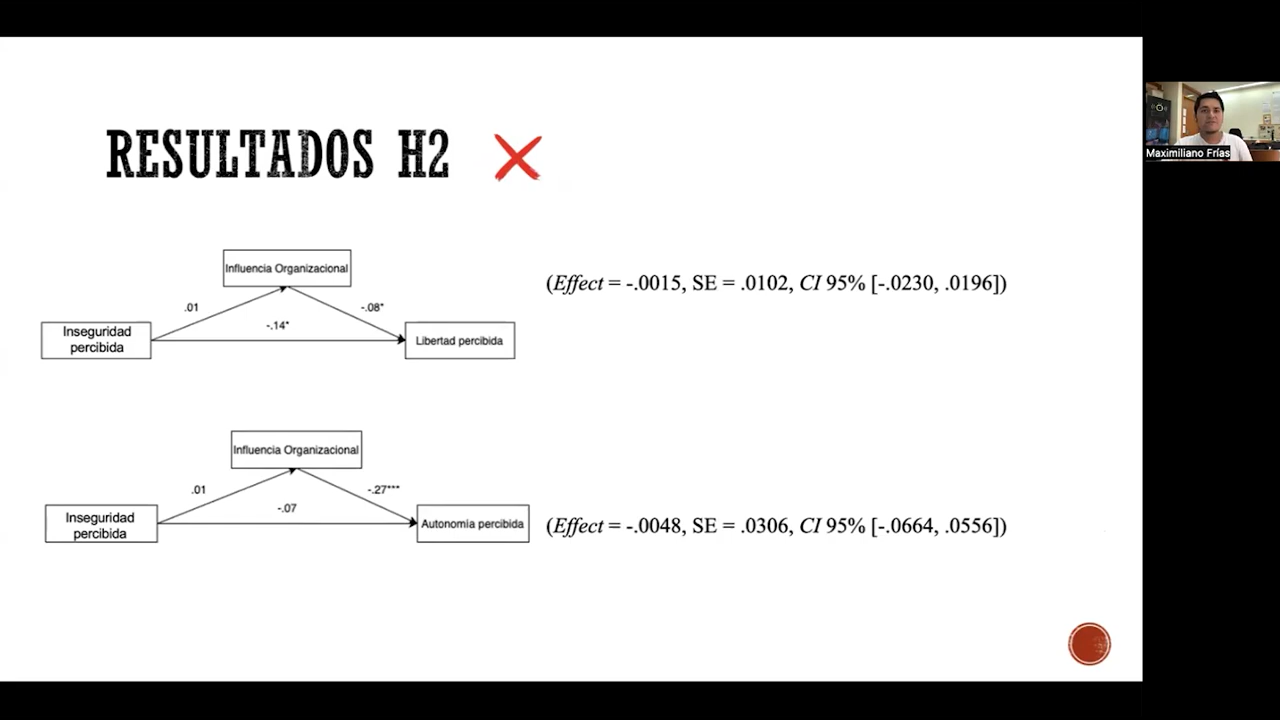 RESULTADOS H2
Maximiliano Frías
Influencia Organizacional
(Effect = -.0015, SE = .0102, CI 95% [-.0230, .0196])
.01
-.08*
-.14*
Inseguridad
percibida
Libertad percibida
Influencia Organizacional
.01
-.27***
-.07
Inseguridad
percibida
Autonomía percibida
(Effect = -.0048, SE = .0306, CI 95% [-.0664, .0556])